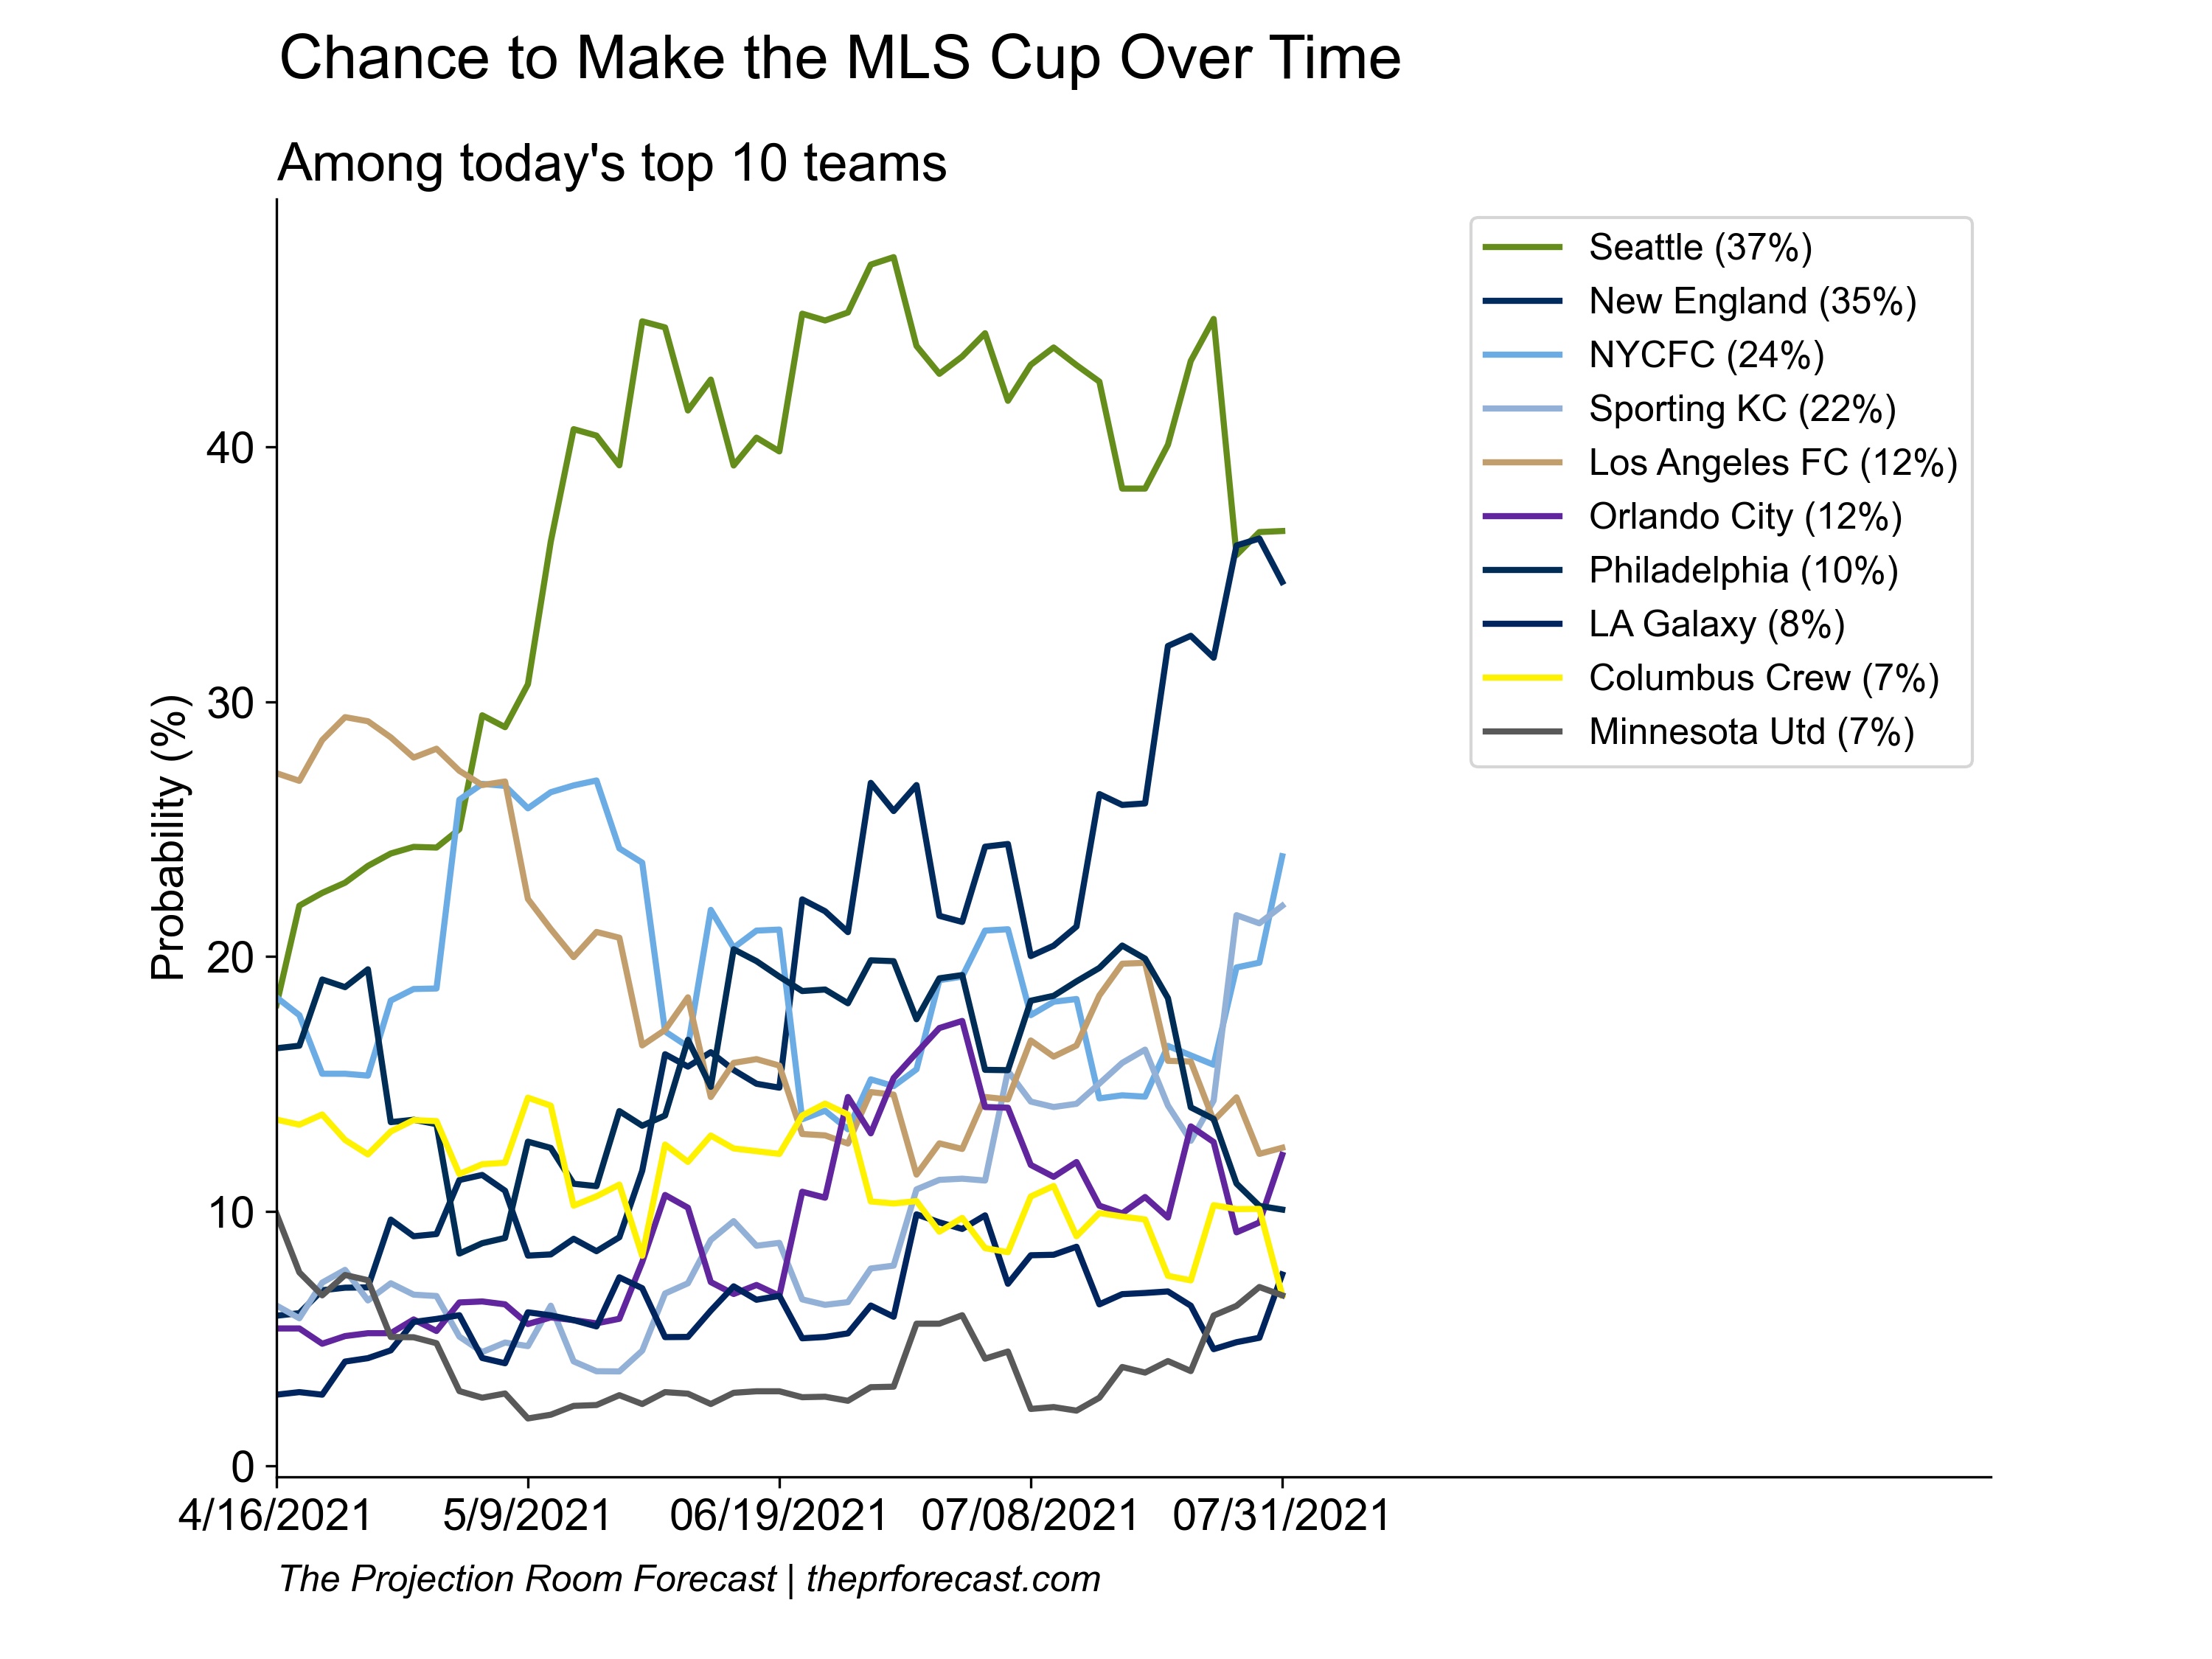 Chance to Make the MLS Cup Over Time
Among today's top 10 teams
Seattle (37%)
New England (35%)
NYCFC (24%)
Sporting KC (22%)
Los Angeles FC (12%)
Orlando City (12%)
Philadelphia (10%)
LA Galaxy (8%)
Columbus Crew (7%)
Minnesota Utd (7%)
Probability (%)
40
30
20
10
0
4/16/2021 5/9/2021 06/19/2021 07/08/2021 07/31/2021
The Projection Room Forecast | theprforecast.com